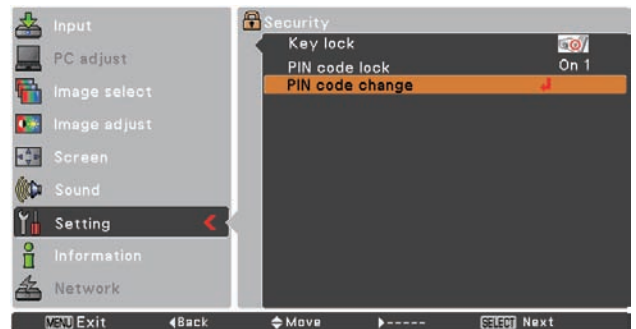 Input
PC adjust
Image select
Image adjust
Screen
Sound
Setting
Information
Network
Security
Key lock
PIN code lock On 1
PIN code change
MENU Exit Back Move ----- SELECT Next